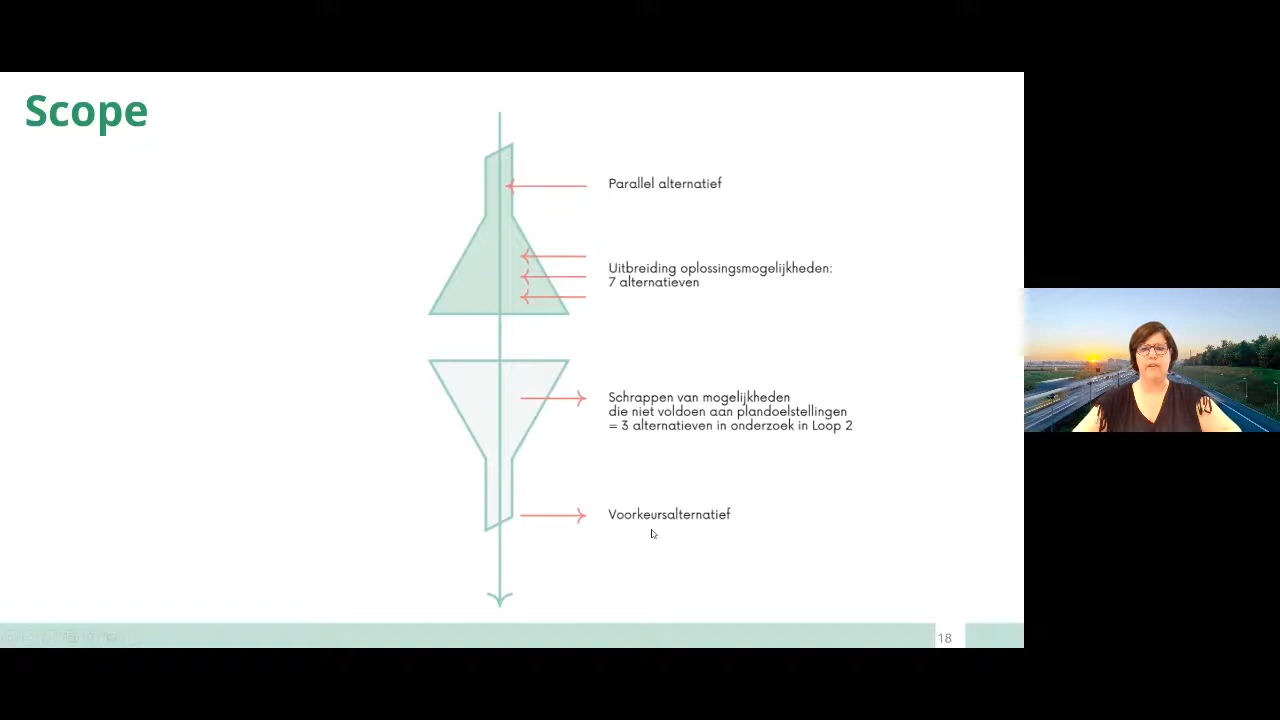 Scope
Parallel alternatief
Uitbreiding oplossingsmogelijkheden:
7 alternatieven
Schrappen van mogelijkheden
die niet voldoen aan plandoelstellingen
= 3 alternatieven in onderzoek in Loop 2
Voorkeursalternatief
18